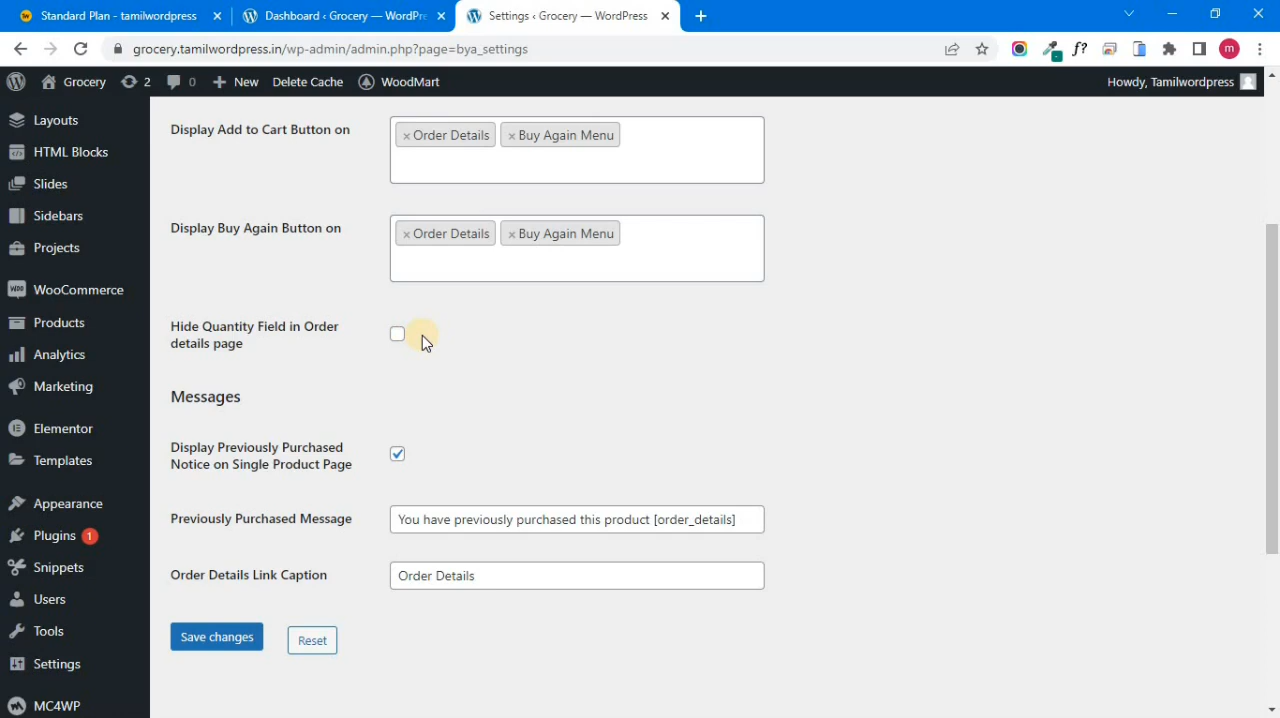 Standard Plan - tamilwordpress
Dashboard ‹ Grocery — WordPre
Settings ‹ Grocery — WordPress
grocery.tamilwordpress.in/wp-admin/admin.php?page=bya_settings
f?
m
Grocery
2
0
New
Delete Cache
WoodMart
Howdy, Tamilwordpress
Layouts
HTML Blocks
Slides
Sidebars
Projects
WooCommerce
Products
Analytics
Marketing
Elementor
Templates
Appearance
Plugins 1
Snippets
Users
Tools
Settings
MC4WP
Display Add to Cart Button on
× Order Details
× Buy Again Menu
Display Buy Again Button on
× Order Details
× Buy Again Menu
Hide Quantity Field in Order
details page
Messages
Display Previously Purchased
Notice on Single Product Page
Previously Purchased Message
You have previously purchased this product [order_details]
Order Details Link Caption
Order Details
Save changes
Reset